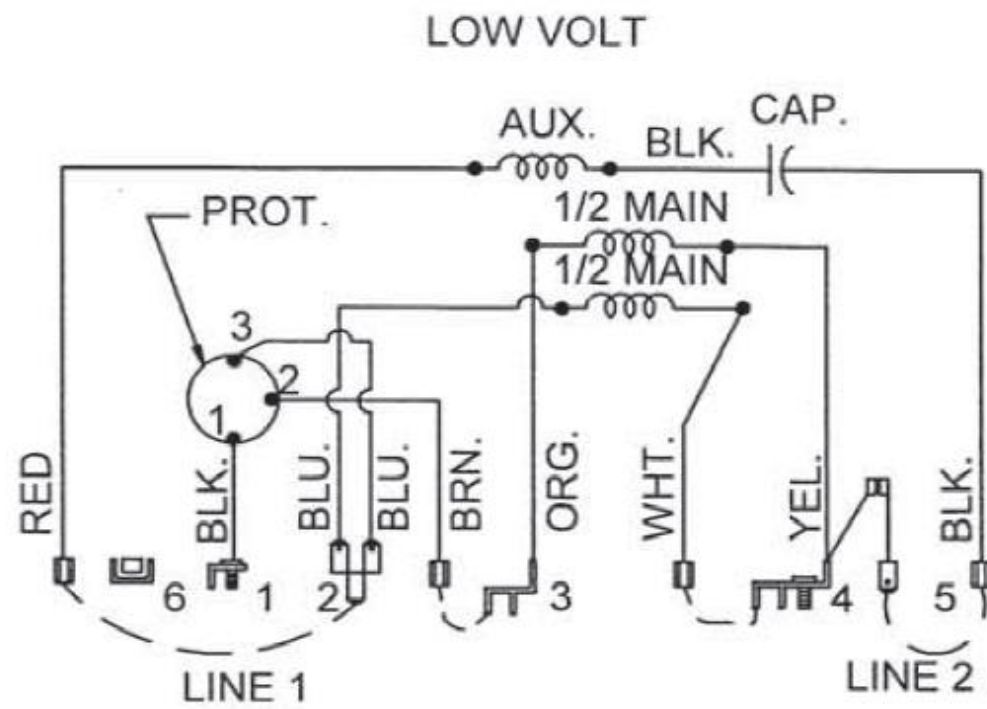 LOW VOLT
AUX.
BLK.
CAP.
PROT.
1/2 MAIN
1/2 MAIN
3
2
1
RED
BLK.
BLU.
BLU.
BRN.
ORG.
WHT.
YEL.
BLK.
6
1
2
3
4
5
LINE 1
LINE 2